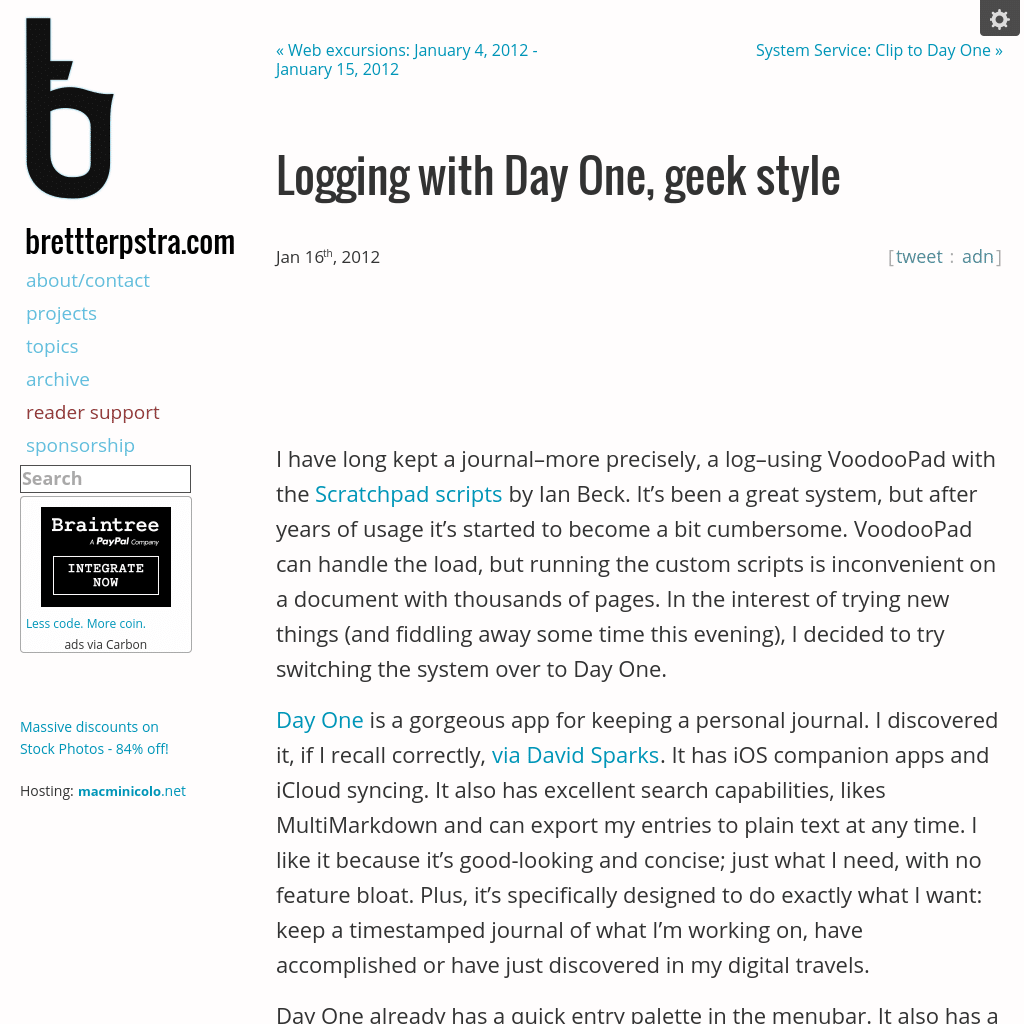 « Web excursions: January 4, 2012 -
January 15, 2012
System Service: Clip to Day One »
brettterpstra.com
about/contact
projects
topics
archive
reader support
sponsorship
Search
Braintree
A PayPal Company
INTEGRATE
NOW
Less code. More coin.
ads via Carbon
Massive discounts on
Stock Photos - 84% off!
Hosting: macminicolo.net
Logging with Day One, geek style
Jan 16th, 2012
[tweet : adn]
I have long kept a journal–more precisely, a log–using VoodooPad with
the Scratchpad scripts by Ian Beck. It’s been a great system, but after
years of usage it’s started to become a bit cumbersome. VoodooPad
can handle the load, but running the custom scripts is inconvenient on
a document with thousands of pages. In the interest of trying new
things (and fiddling away some time this evening), I decided to try
switching the system over to Day One.
Day One is a gorgeous app for keeping a personal journal. I discovered
it, if I recall correctly, via David Sparks. It has iOS companion apps and
iCloud syncing. It also has excellent search capabilities, likes
MultiMarkdown and can export my entries to plain text at any time. I
like it because it’s good-looking and concise; just what I need, with no
feature bloat. Plus, it’s specifically designed to do exactly what I want:
keep a timestamped journal of what I’m working on, have
accomplished or have just discovered in my digital travels.
Day One already has a quick entry palette in the menubar. It also has a